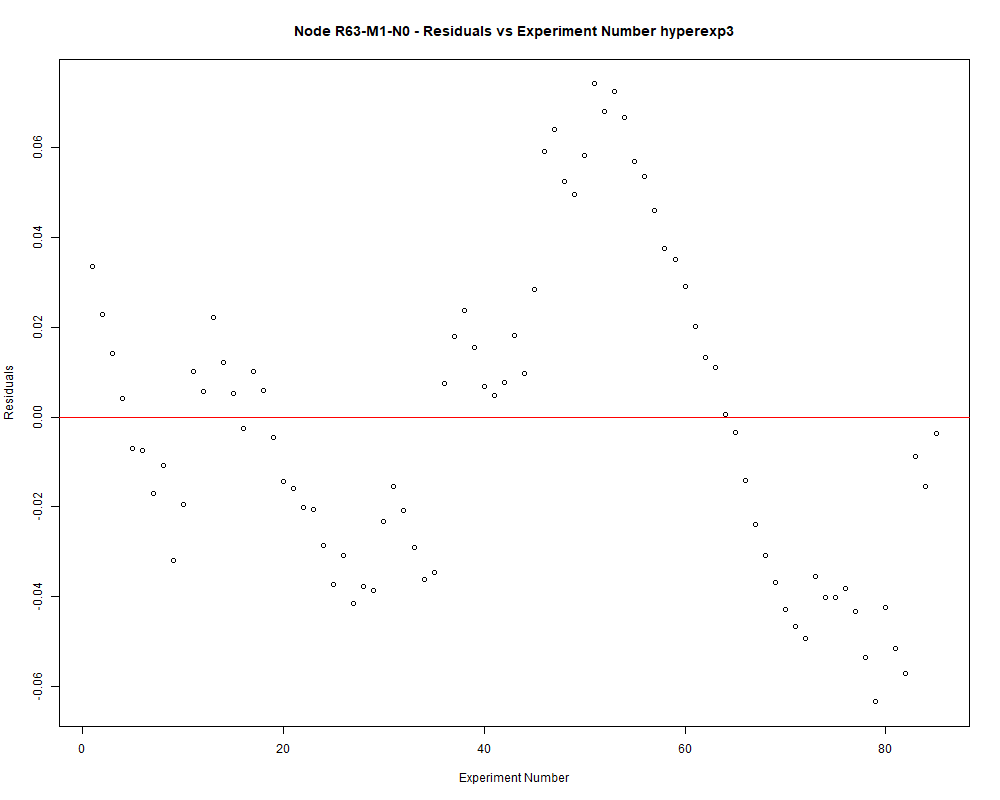 Node R63-M1-N0 - Residuals vs Experiment Number hyperexp3
Residuals
0.06
0.04
0.02
0.00
-0.02
-0.04
-0.06
0 20 40 60 80
Experiment Number